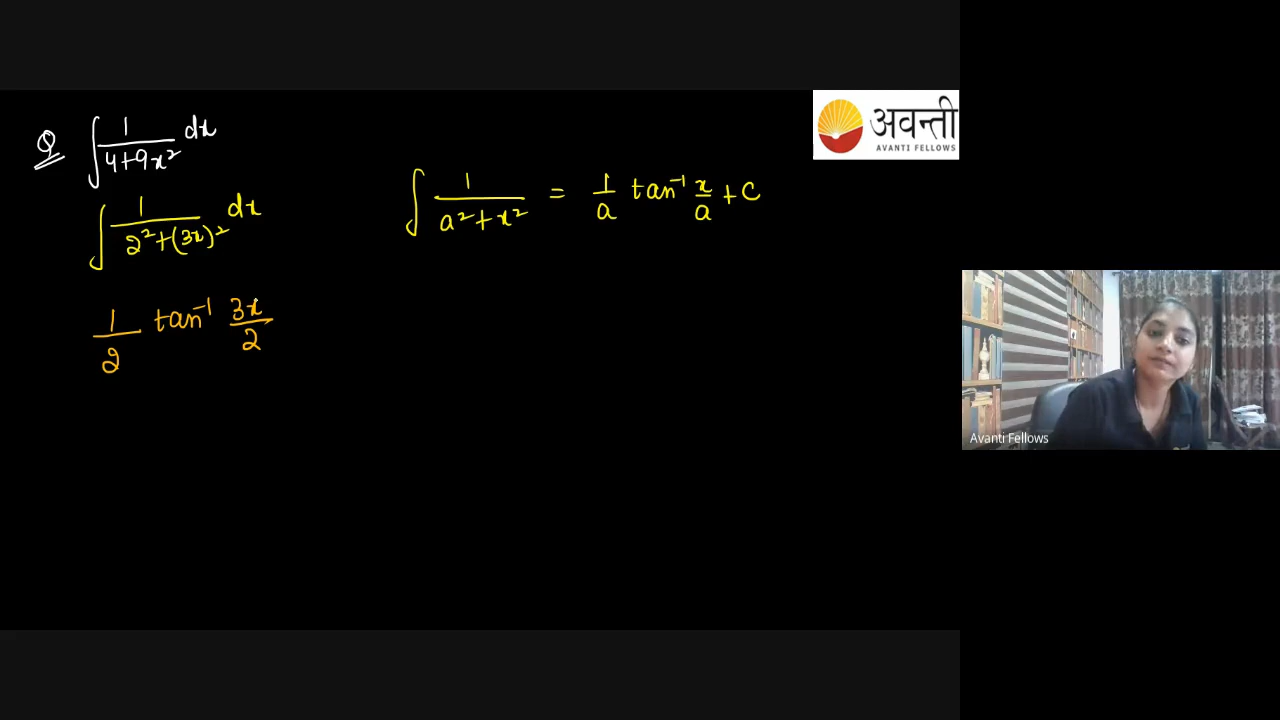 Q ∫ 1/(4+9x²) dx
∫ 1/(2²+(3x)²) dx
1/2 tan⁻¹ 3x/2
∫ 1/(a²+x²) = 1/a tan⁻¹ x/a + C
अवन्ती
AVANTI FELLOWS
Avanti Fellows